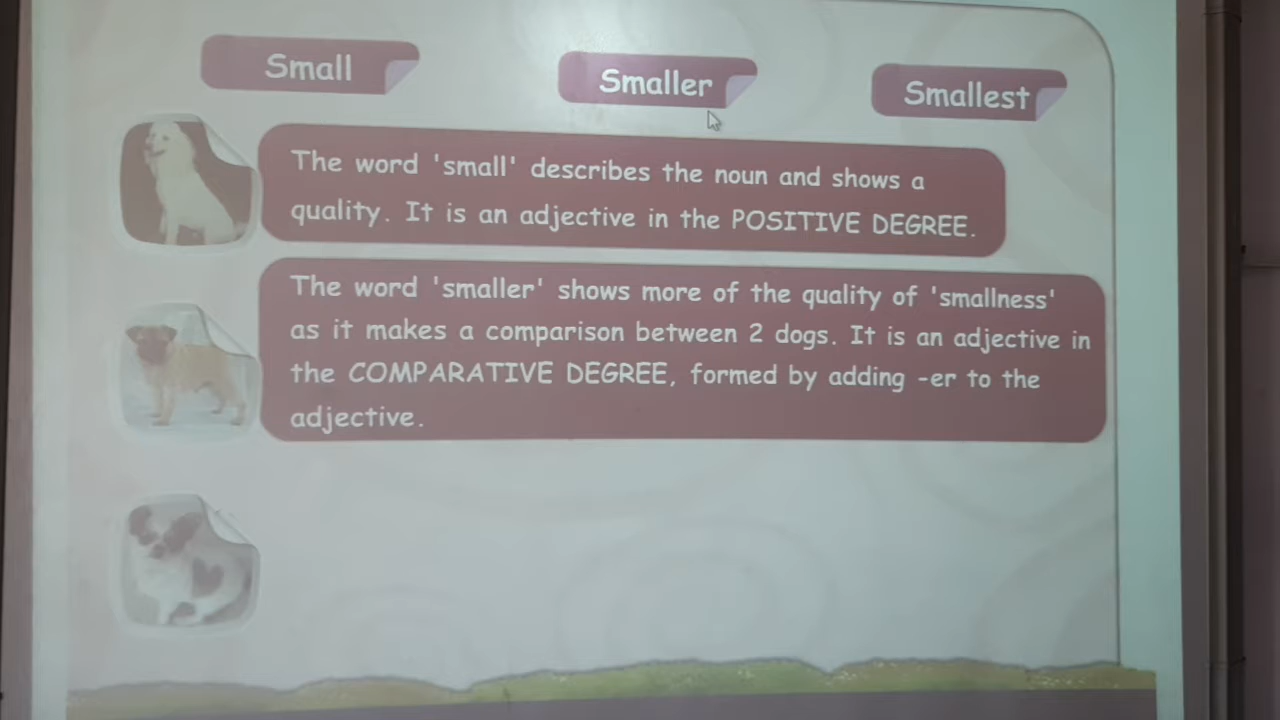 Small
Smaller
Smallest
The word 'small' describes the noun and shows a
quality. It is an adjective in the POSITIVE DEGREE.
The word 'smaller' shows more of the quality of 'smallness'
as it makes a comparison between 2 dogs. It is an adjective in
the COMPARATIVE DEGREE, formed by adding -er to the
adjective.